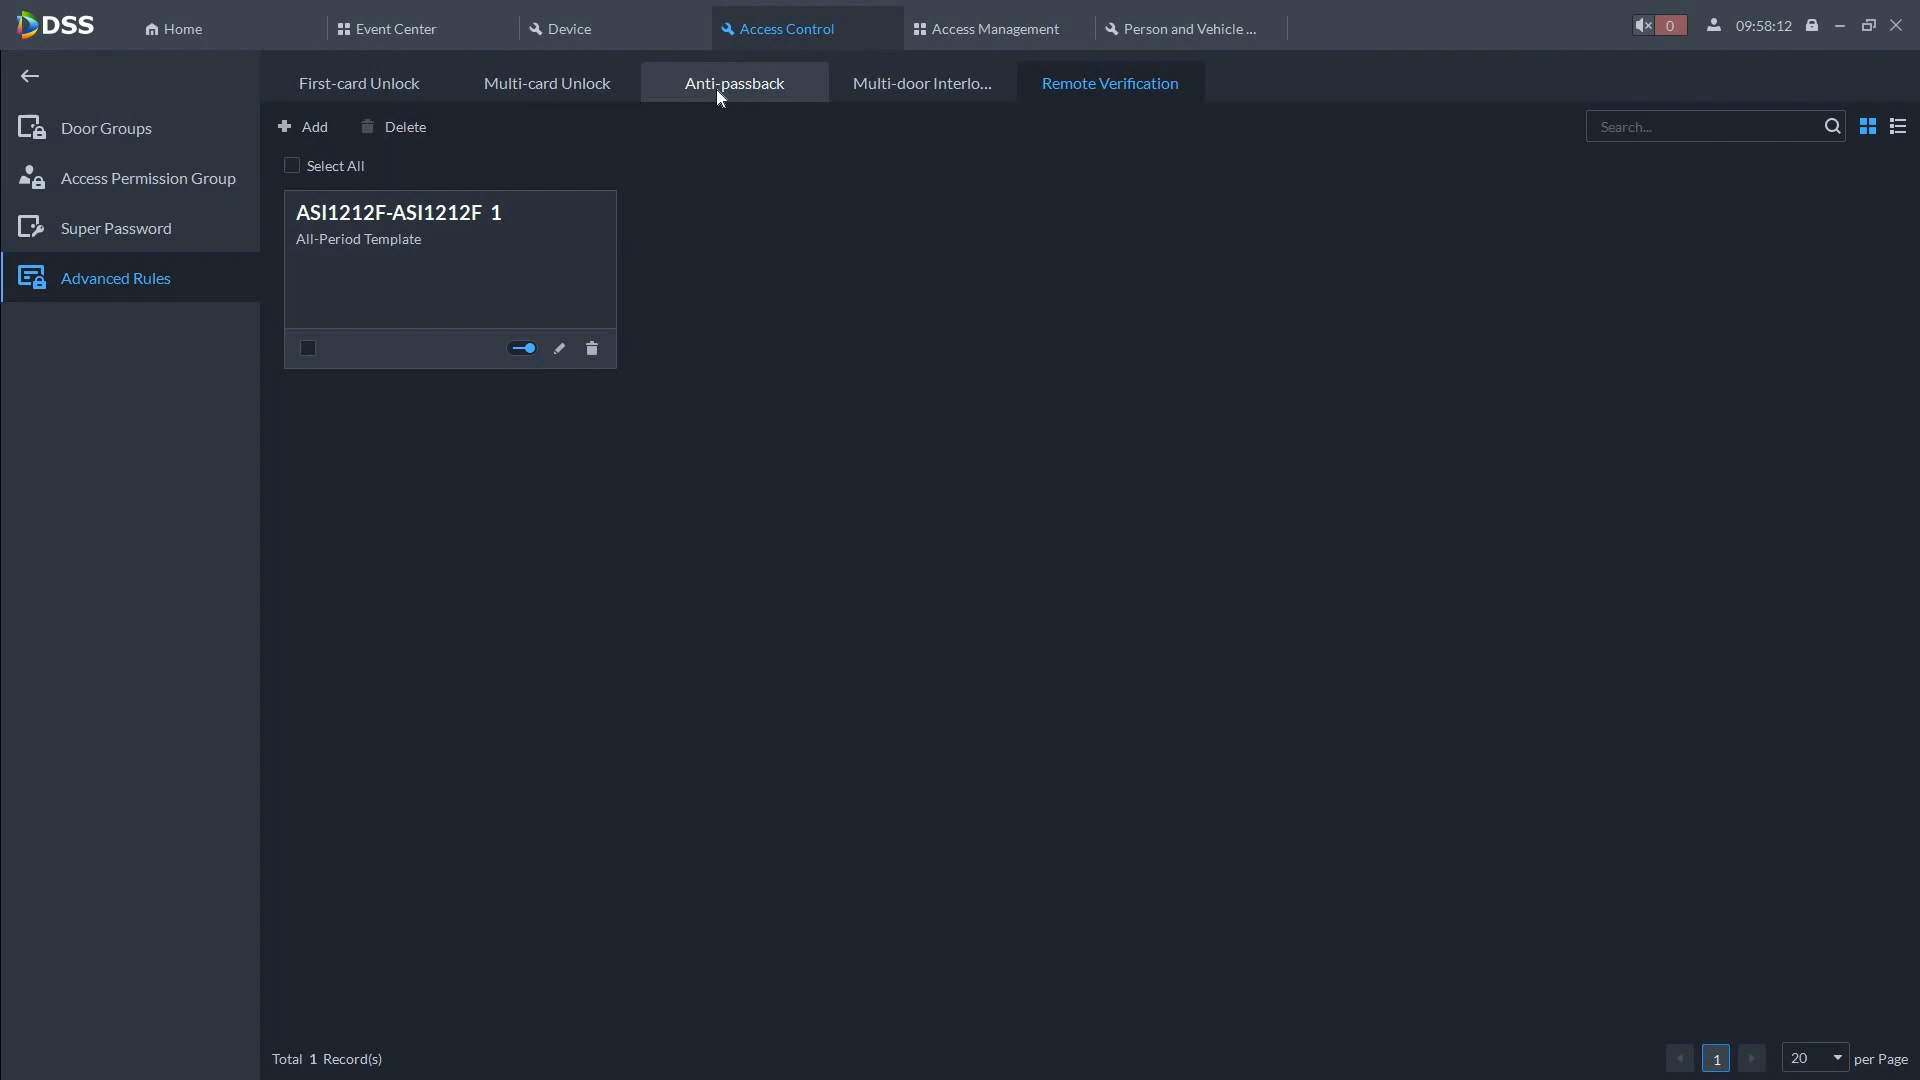 DSS
Home
Event Center
Device
Access Control
Access Management
Person and Vehicle ...
0
09:58:12
First-card Unlock
Multi-card Unlock
Anti-passback
Multi-door Interlo...
Remote Verification
Door Groups
Access Permission Group
Super Password
Advanced Rules
Add
Delete
Search...
Select All
ASI1212F-ASI1212F 1
All-Period Template
Total 1 Record(s)
1
20
per Page